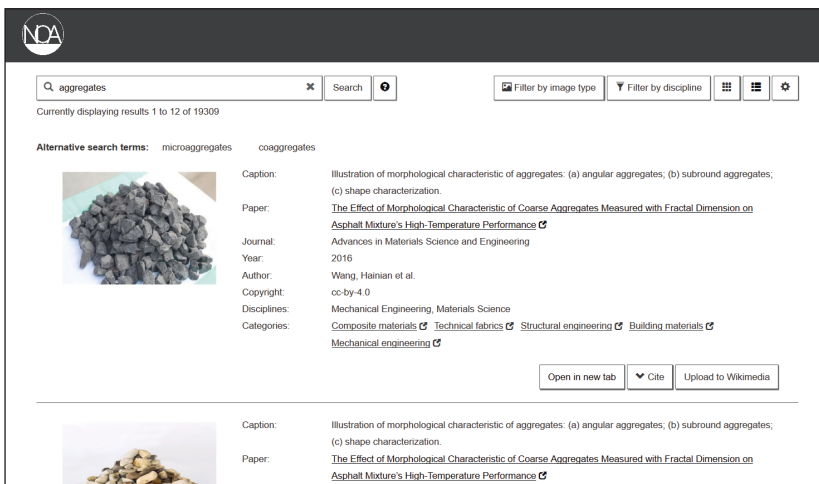 NOA
aggregates
Search
Filter by image type
Filter by discipline
Currently displaying results 1 to 12 of 19309
Alternative search terms: microaggregates coaggregates
Caption: Illustration of morphological characteristic of aggregates: (a) angular aggregates; (b) subround aggregates;
(c) shape characterization.
Paper: The Effect of Morphological Characteristic of Coarse Aggregates Measured with Fractal Dimension on
Asphalt Mixture's High-Temperature Performance
Journal: Advances in Materials Science and Engineering
Year: 2016
Author: Wang, Hainian et al.
Copyright: cc-by-4.0
Disciplines: Mechanical Engineering, Materials Science
Categories: Composite materials Technical fabrics Structural engineering Building materials
Mechanical engineering
Open in new tab Cite Upload to Wikimedia
Caption: Illustration of morphological characteristic of aggregates: (a) angular aggregates; (b) subround aggregates;
(c) shape characterization.
Paper: The Effect of Morphological Characteristic of Coarse Aggregates Measured with Fractal Dimension on
Asphalt Mixture's High-Temperature Performance